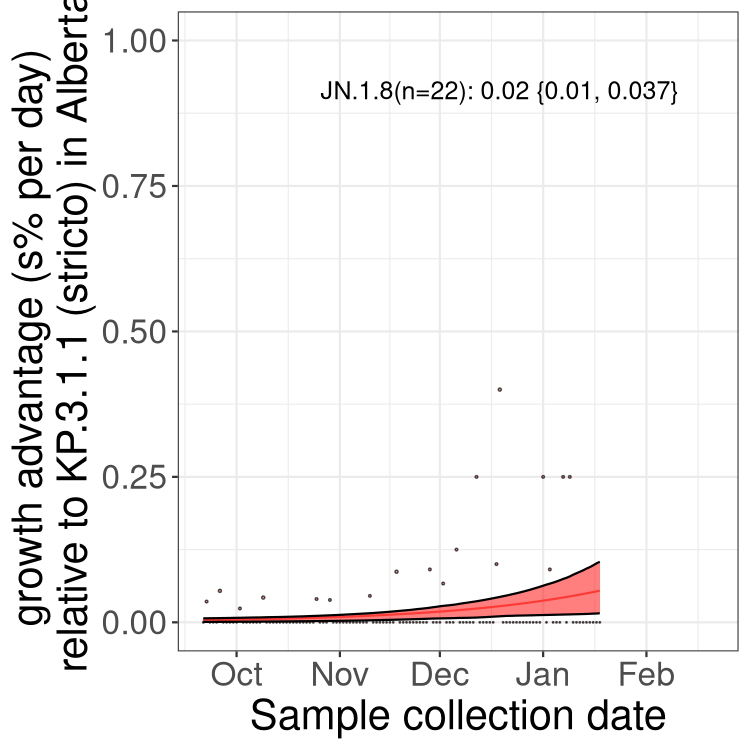 growth advantage (s% per day)
relative to KP.3.1.1 (stricto) in Alberta
1.00
0.75
0.50
0.25
0.00
JN.1.8(n=22): 0.02 {0.01, 0.037}
Oct Nov Dec Jan Feb
Sample collection date